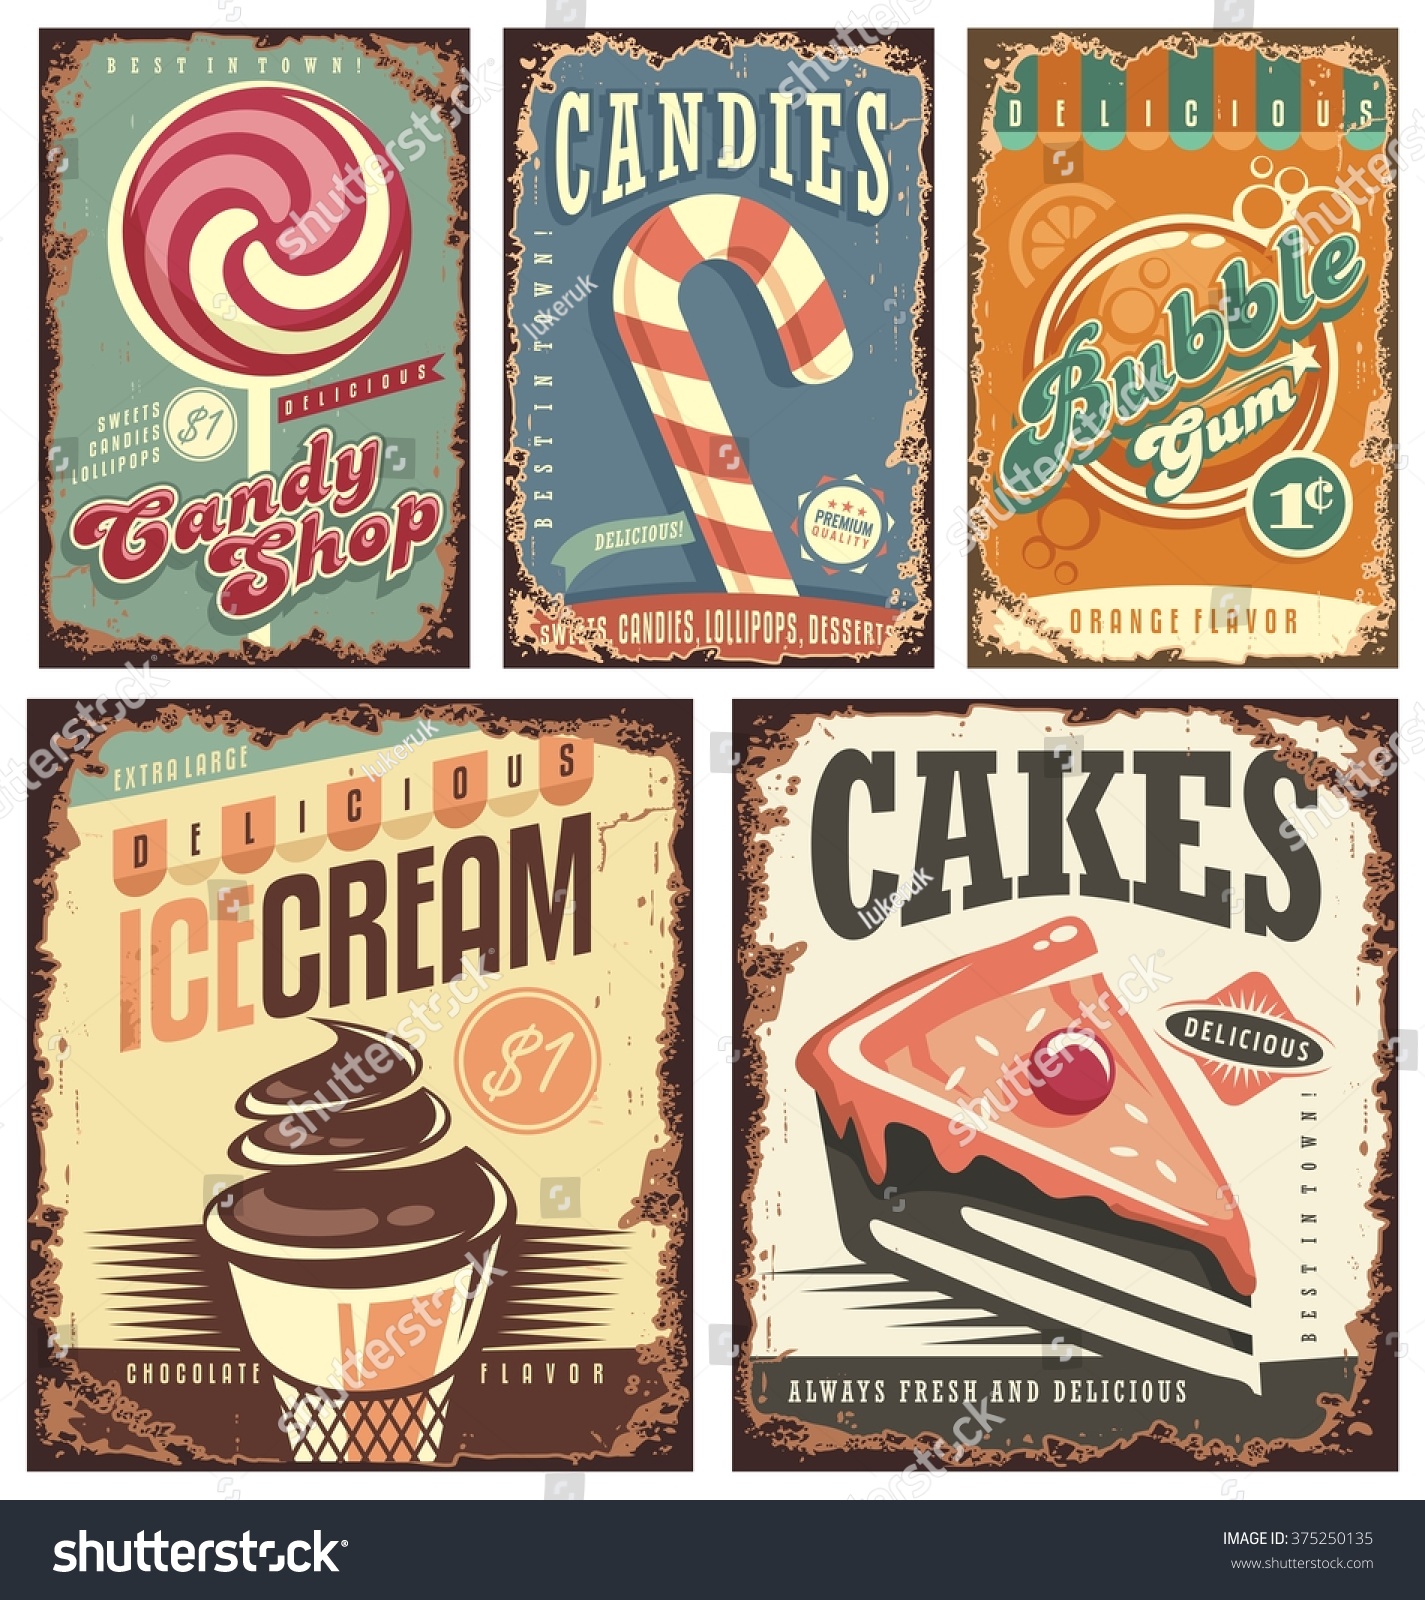 BEST IN TOWN!
DELICIOUS
SWEETS
CANDIES
LOLLIPOPS
$1
Candy
Shop
CANDIES
BEST IN TOWN!
DELICIOUS!
PREMIUM
QUALITY
SWEETS, CANDIES, LOLLIPOPS, DESSERTS
DELICIOUS
Bubble
Gum
1¢
ORANGE FLAVOR
EXTRA LARGE
DELICIOUS
ICECREAM
$1
CHOCOLATE FLAVOR
CAKES
DELICIOUS
BEST IN TOWN!
ALWAYS FRESH AND DELICIOUS
shutterstock
lukeruk
shutterstock
IMAGE ID: 375250135
www.shutterstock.com